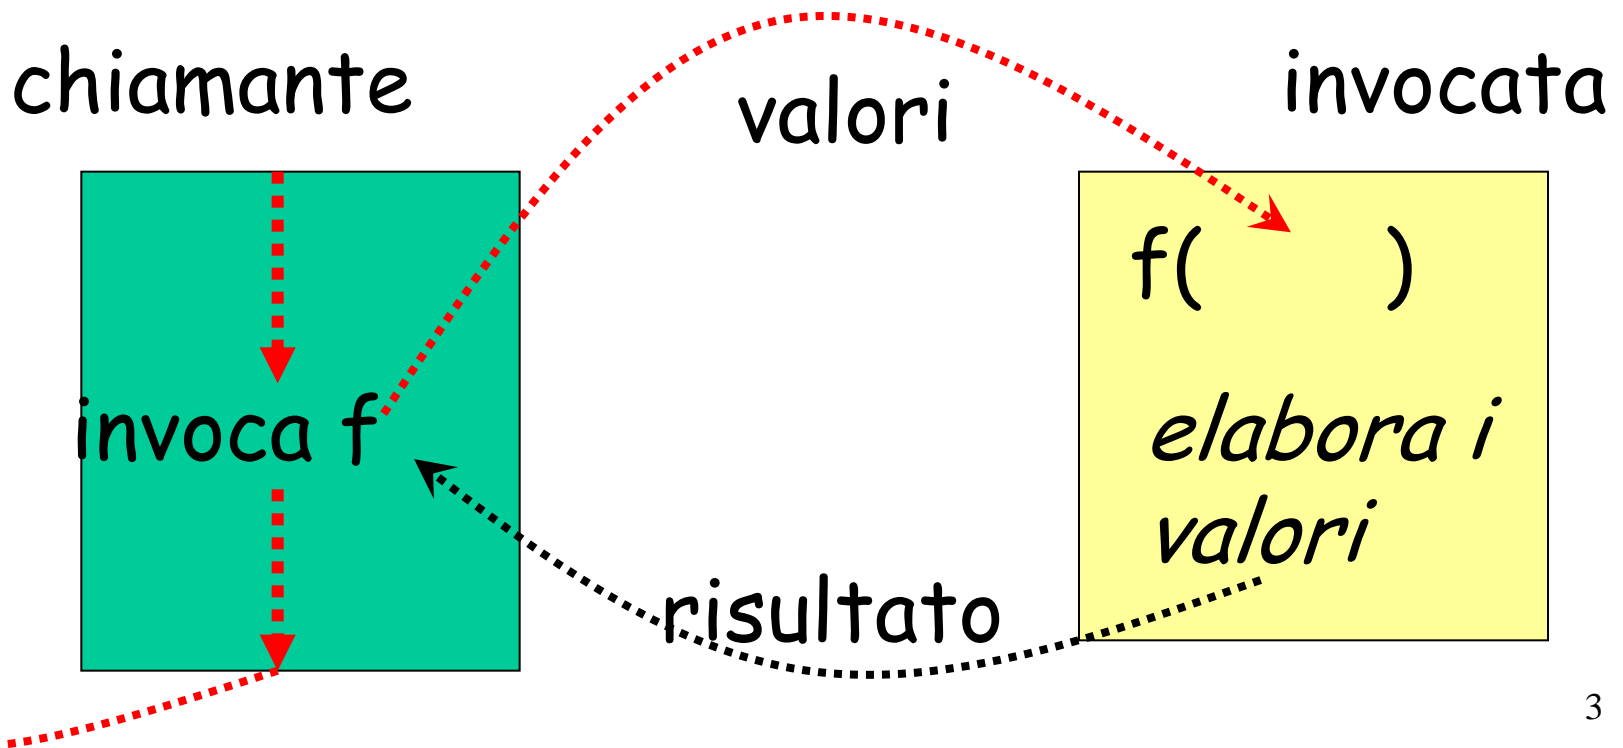 chiamante
valori
invocata
f( )
invoca f
elabora i
valori
risultato
3